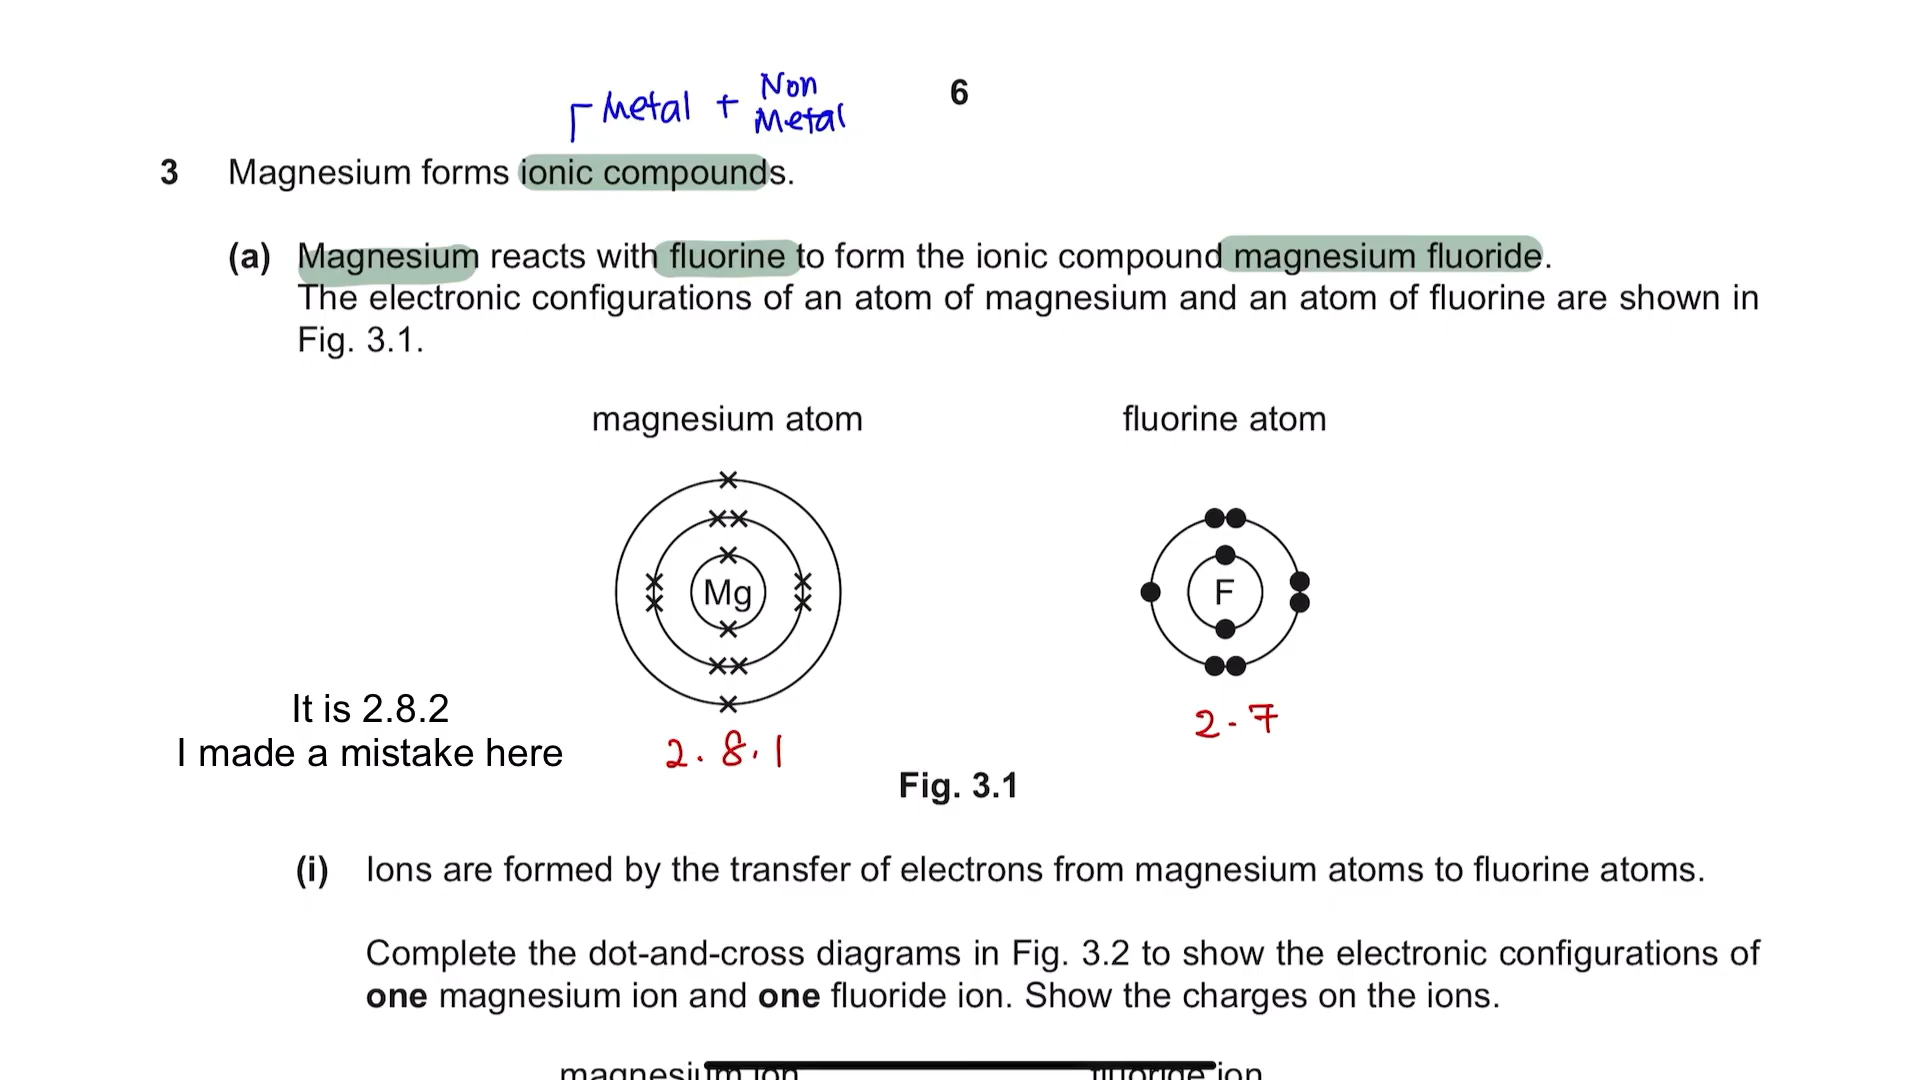 Metal + Non Metal
6
3 Magnesium forms ionic compounds.
(a) Magnesium reacts with fluorine to form the ionic compound magnesium fluoride.
The electronic configurations of an atom of magnesium and an atom of fluorine are shown in
Fig. 3.1.
magnesium atom fluorine atom
Mg F
It is 2.8.2
I made a mistake here
2.8.1
2.7
Fig. 3.1
(i) Ions are formed by the transfer of electrons from magnesium atoms to fluorine atoms.
Complete the dot-and-cross diagrams in Fig. 3.2 to show the electronic configurations of
one magnesium ion and one fluoride ion. Show the charges on the ions.
magnesium ion fluoride ion